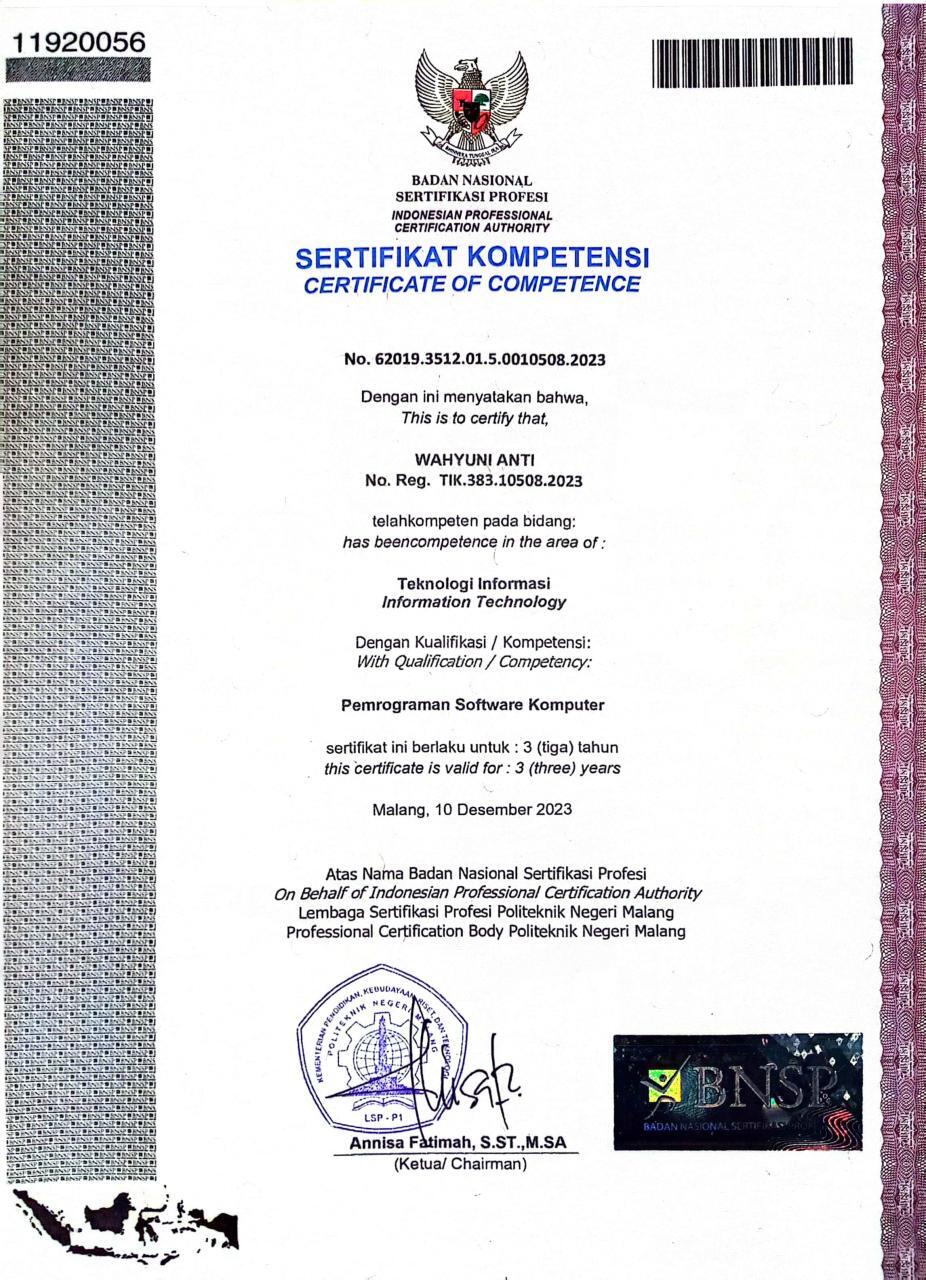 11920056
BHINNEKA TUNGGAL IKA
BADAN NASIONAL
SERTIFIKASI PROFESI
INDONESIAN PROFESSIONAL
CERTIFICATION AUTHORITY
SERTIFIKAT KOMPETENSI
CERTIFICATE OF COMPETENCE
No. 62019.3512.01.5.0010508.2023
Dengan ini menyatakan bahwa,
This is to certify that,
WAHYUNI ANTI
No. Reg. TIK.383.10508.2023
telahkompeten pada bidang:
has beencompetence in the area of :
Teknologi Informasi
Information Technology
Dengan Kualifikasi / Kompetensi:
With Qualification / Competency:
Pemrograman Software Komputer
sertifikat ini berlaku untuk : 3 (tiga) tahun
this certificate is valid for : 3 (three) years
Malang, 10 Desember 2023
Atas Nama Badan Nasional Sertifikasi Profesi
On Behalf of Indonesian Professional Certification Authority
Lembaga Sertifikasi Profesi Politeknik Negeri Malang
Professional Certification Body Politeknik Negeri Malang
KEMENTERIAN PENDIDIKAN, KEBUDAYAAN, RISET, DAN TEKNOLOGI
POLITEKNIK NEGERI MALANG
LSP - P1
BNSP
BADAN NASIONAL SERTIFIKASI
Annisa Fatimah, S.ST.,M.SA
(Ketua/ Chairman)